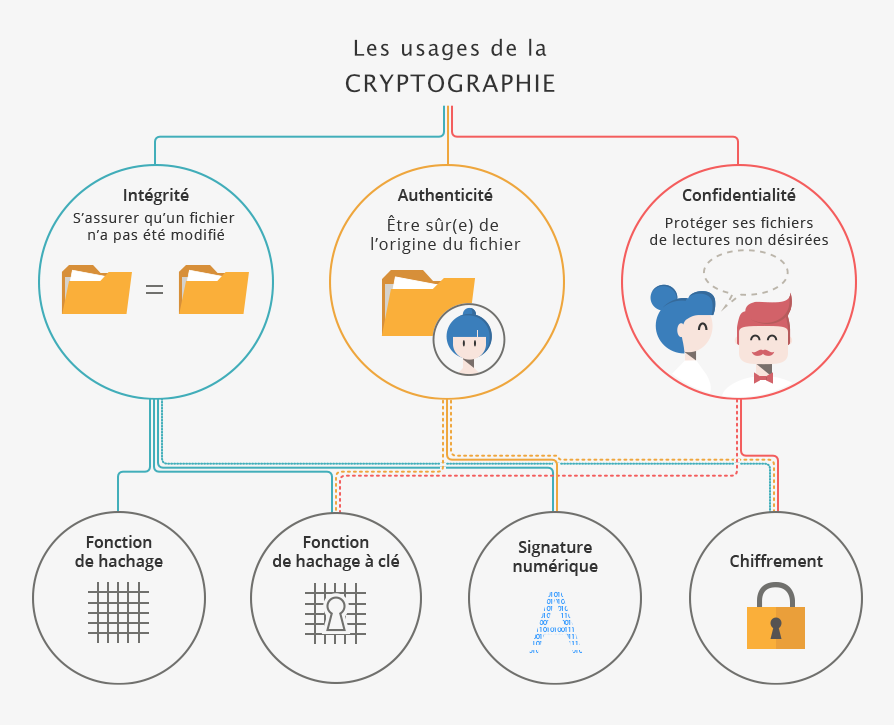 Les usages de la
CRYPTOGRAPHIE
Intégrité
S'assurer qu'un fichier
n'a pas été modifié
=
Authenticité
Être sûr(e) de
l'origine du fichier
Confidentialité
Protéger ses fichiers
de lectures non désirées
Fonction
de hachage
Fonction
de hachage à clé
Signature
numérique
Chiffrement